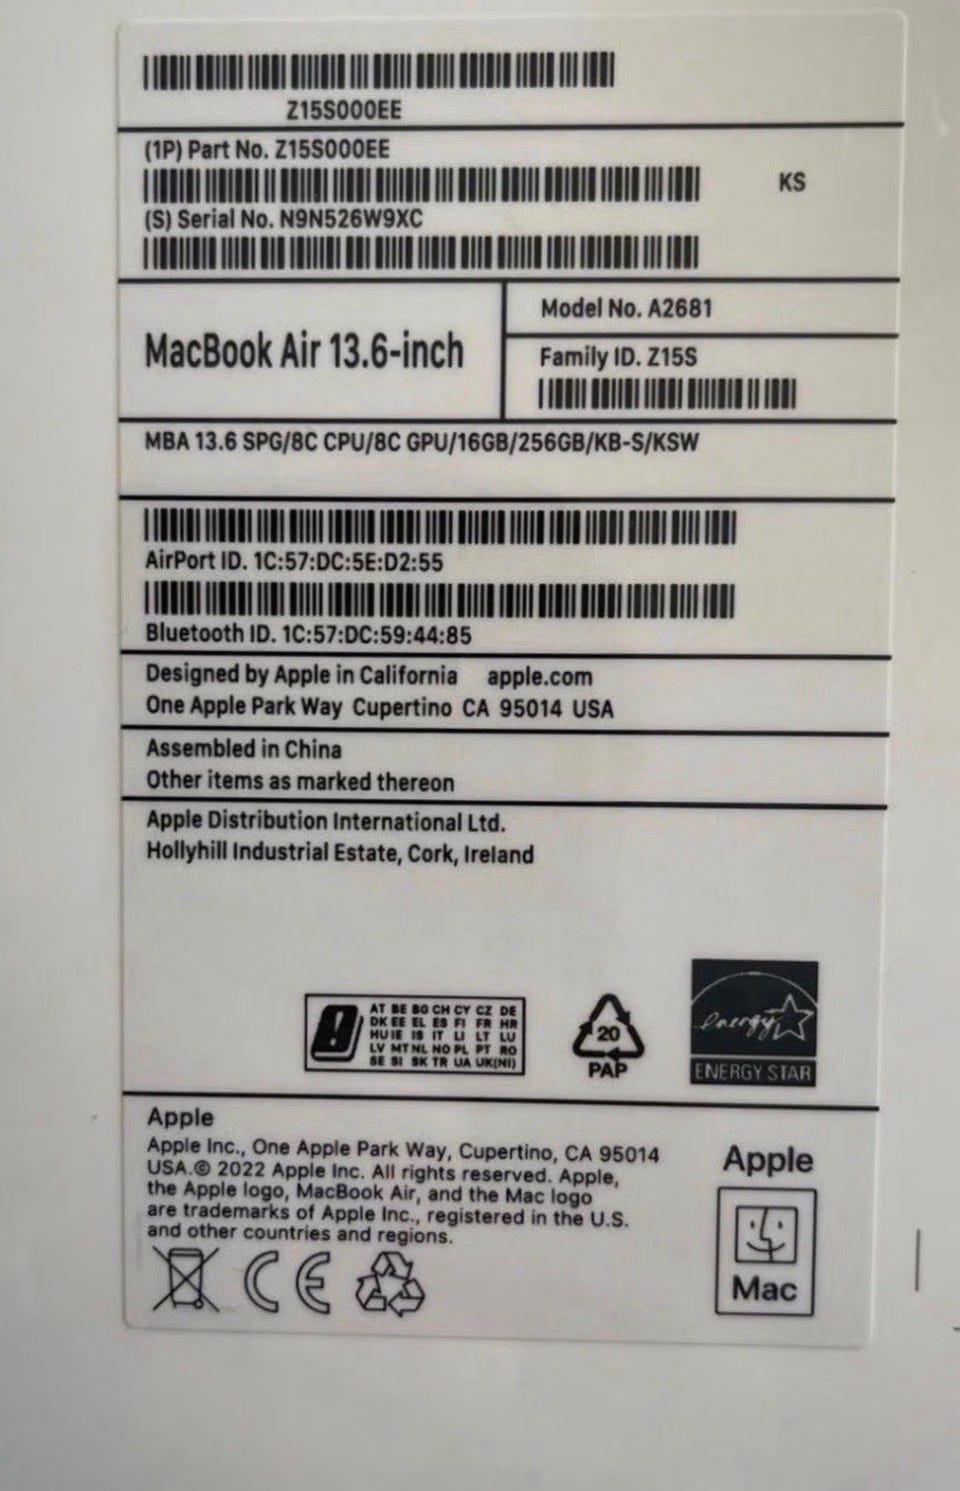 Z15S000EE
(1P) Part No. Z15S000EE
KS
(S) Serial No. N9N526W9XC
MacBook Air 13.6-inch
Model No. A2681
Family ID. Z15S
MBA 13.6 SPG/8C CPU/8C GPU/16GB/256GB/KB-S/KSW
AirPort ID. 1C:57:DC:5E:D2:55
Bluetooth ID. 1C:57:DC:59:44:85
Designed by Apple in California apple.com
One Apple Park Way Cupertino CA 95014 USA
Assembled in China
Other items as marked thereon
Apple Distribution International Ltd.
Hollyhill Industrial Estate, Cork, Ireland
AT BE BG CH CY CZ DE
DK EE EL ES FI FR HR
HU IE IS IT LI LT LU
LV MT NL NO PL PT RO
SE SI SK TR UA UK(NI)
20
PAP
energy
ENERGY STAR
Apple
Apple Inc., One Apple Park Way, Cupertino, CA 95014
USA.© 2022 Apple Inc. All rights reserved. Apple,
the Apple logo, MacBook Air, and the Mac logo
are trademarks of Apple Inc., registered in the U.S.
and other countries and regions.
CE
Apple
Mac